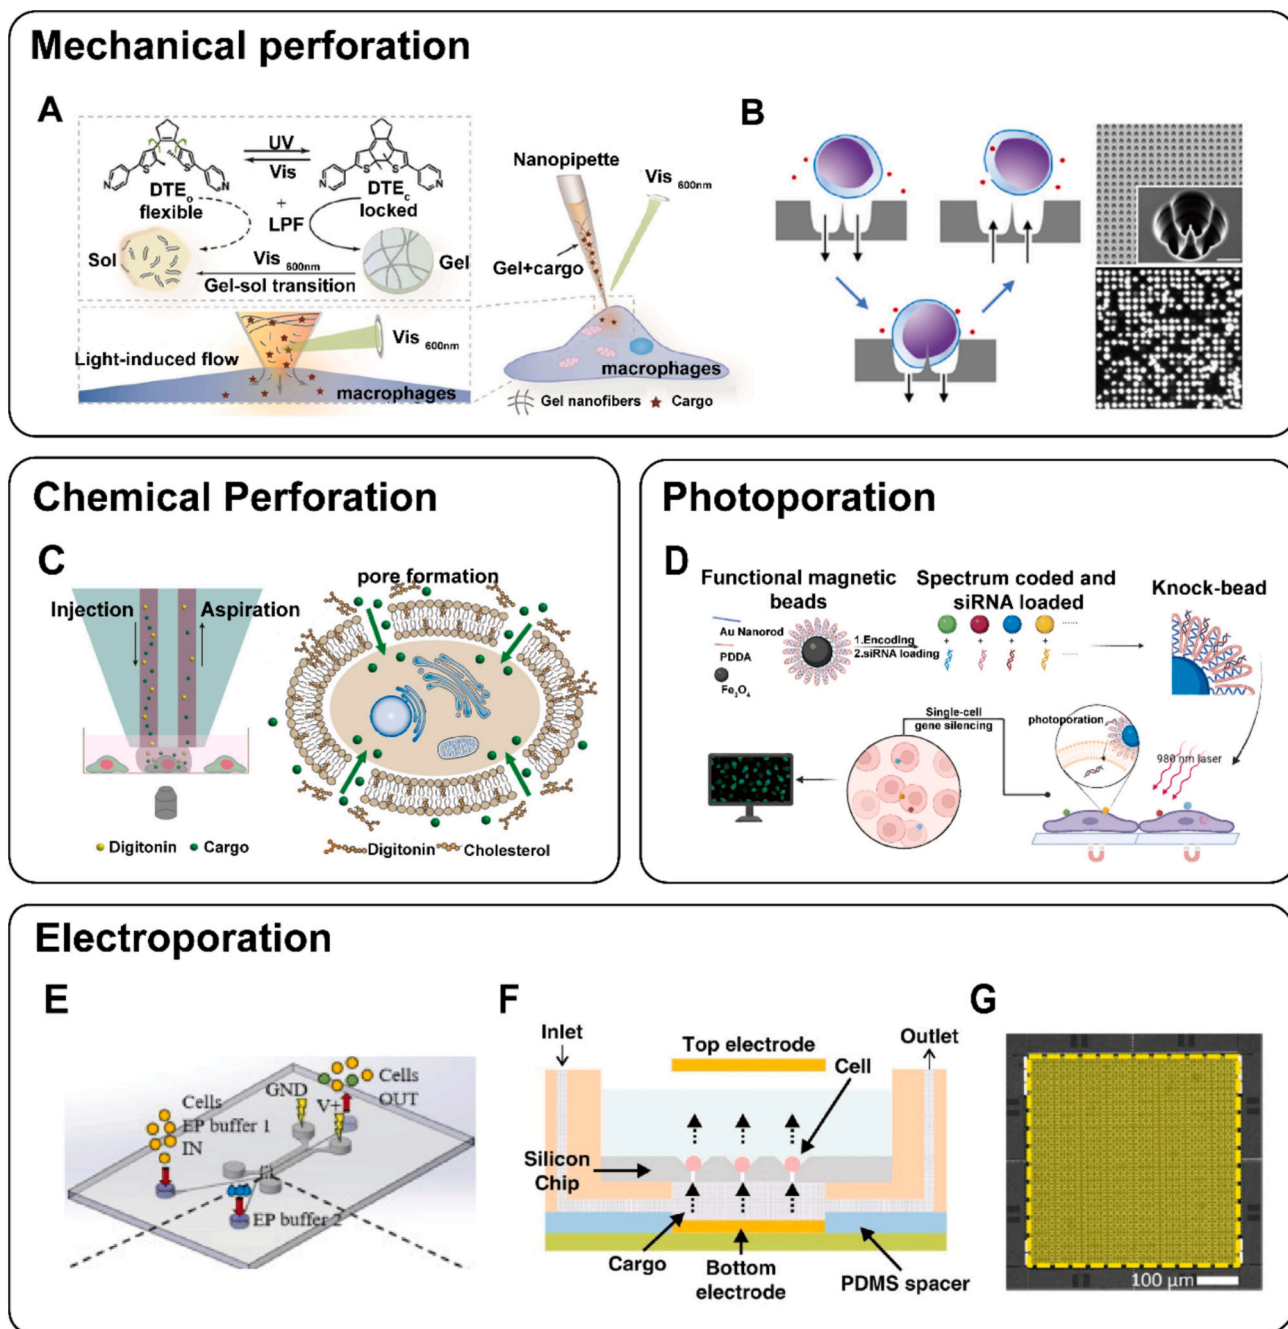 Mechanical perforation
A
UV
Vis
DTEo
flexible
+
LPF
DTEc
locked
Sol
Vis 600nm
Gel-sol transition
Gel
Light-induced flow
Vis 600nm
macrophages
Nanopipette
Vis 600nm
Gel+cargo
macrophages
Gel nanofibers
Cargo
B
Chemical Perforation
C
Injection
Aspiration
pore formation
Digitonin
Cargo
Digitonin
Cholesterol
Photoporation
D
Functional magnetic
beads
Au Nanorod
PDDA
Fe3O4
1.Encoding
2.siRNA loading
Spectrum coded and
siRNA loaded
+ + + +
Knock-bead
Single-cell
gene silencing
photoporation
980 nm laser
Electroporation
E
Cells
EP buffer 1
IN
GND
V+
Cells
OUT
EP buffer 2
F
Inlet
Top electrode
Cell
Outlet
Silicon
Chip
Cargo
Bottom
electrode
PDMS spacer
G
100 μm